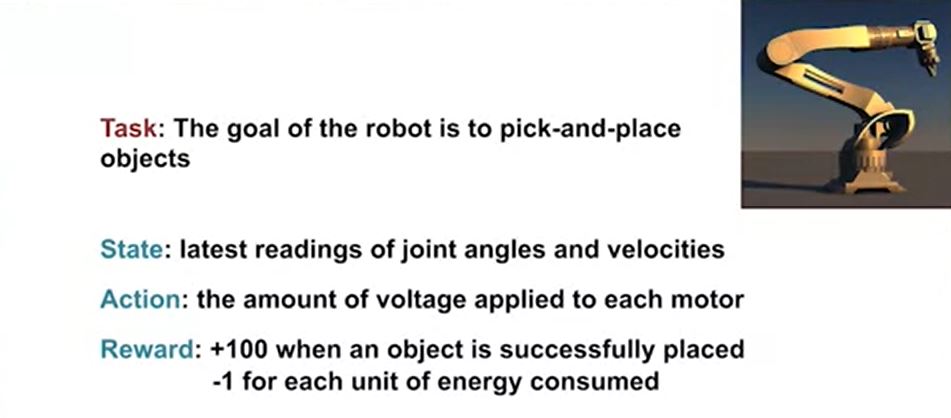 Task: The goal of the robot is to pick-and-place
objects
State: latest readings of joint angles and velocities
Action: the amount of voltage applied to each motor
Reward: +100 when an object is successfully placed
-1 for each unit of energy consumed